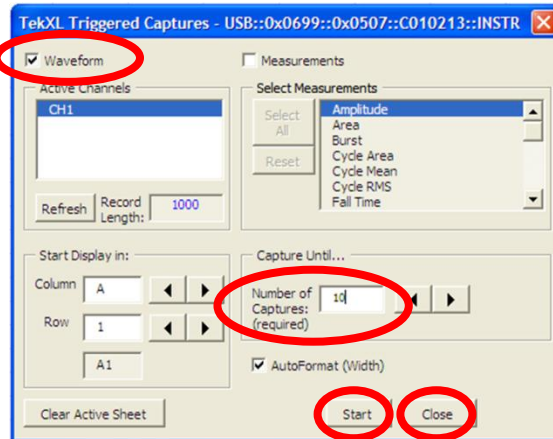 TekXL Triggered Captures - USB::0x0699::0x0507::C010213::INSTR
Waveform
Measurements
Active Channels
CH1
Refresh
Record Length:
1000
Select Measurements
Select All
Reset
Amplitude
Area
Burst
Cycle Area
Cycle Mean
Cycle RMS
Fall Time
Start Display in:
Column
A
Row
1
A1
Capture Until...
Number of
Captures:
(required)
10
AutoFormat (Width)
Clear Active Sheet
Start
Close